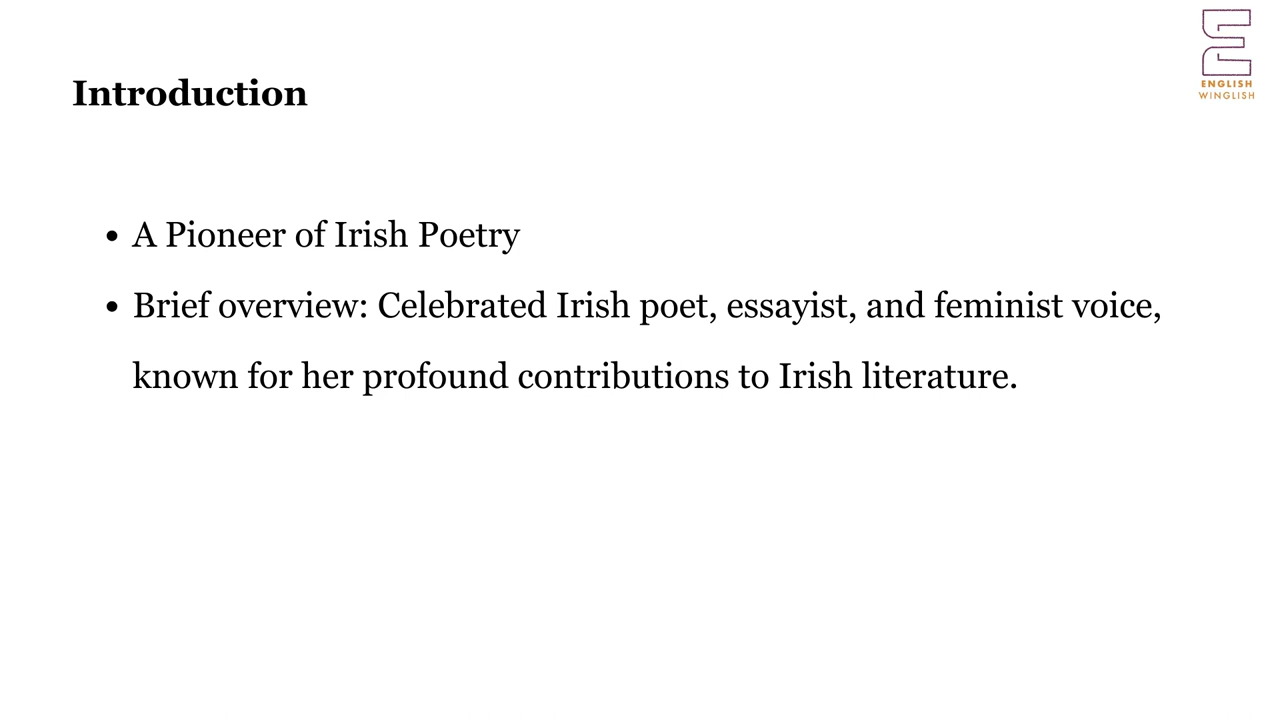 ENGLISH
WINGLISH
Introduction
• A Pioneer of Irish Poetry
• Brief overview: Celebrated Irish poet, essayist, and feminist voice,
known for her profound contributions to Irish literature.